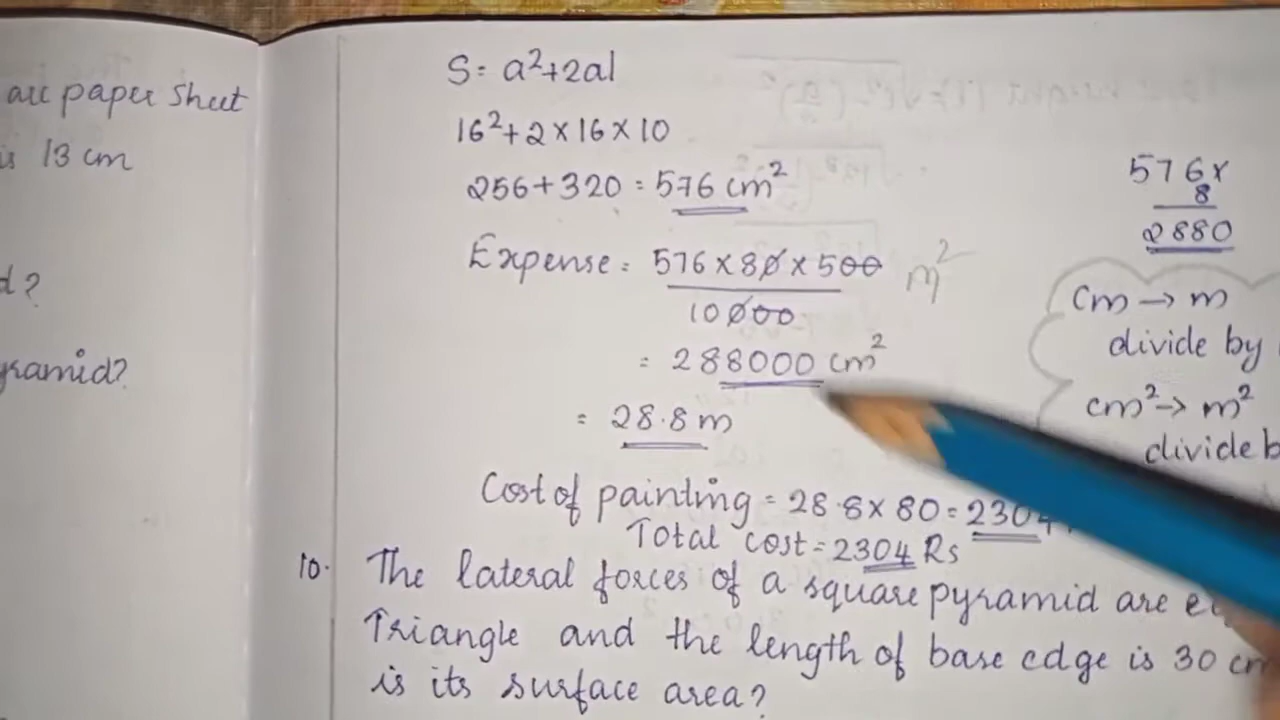 are paper sheet
is 13 cm
d?
yramid?
S = a²+2al
16²+2×16×10
256+320 = 576 cm²
Expense = 576×80×500 m²
10000
= 288000 cm²
= 28.8 m
Cost of painting = 28.8×80 = 2304
Total cost = 2304 Rs
10. The lateral forces of a square pyramid are
Triangle and the length of base edge is 30 cm
is its surface area?
576×
8
2880
cm → m
divide by
cm² → m²
divide b